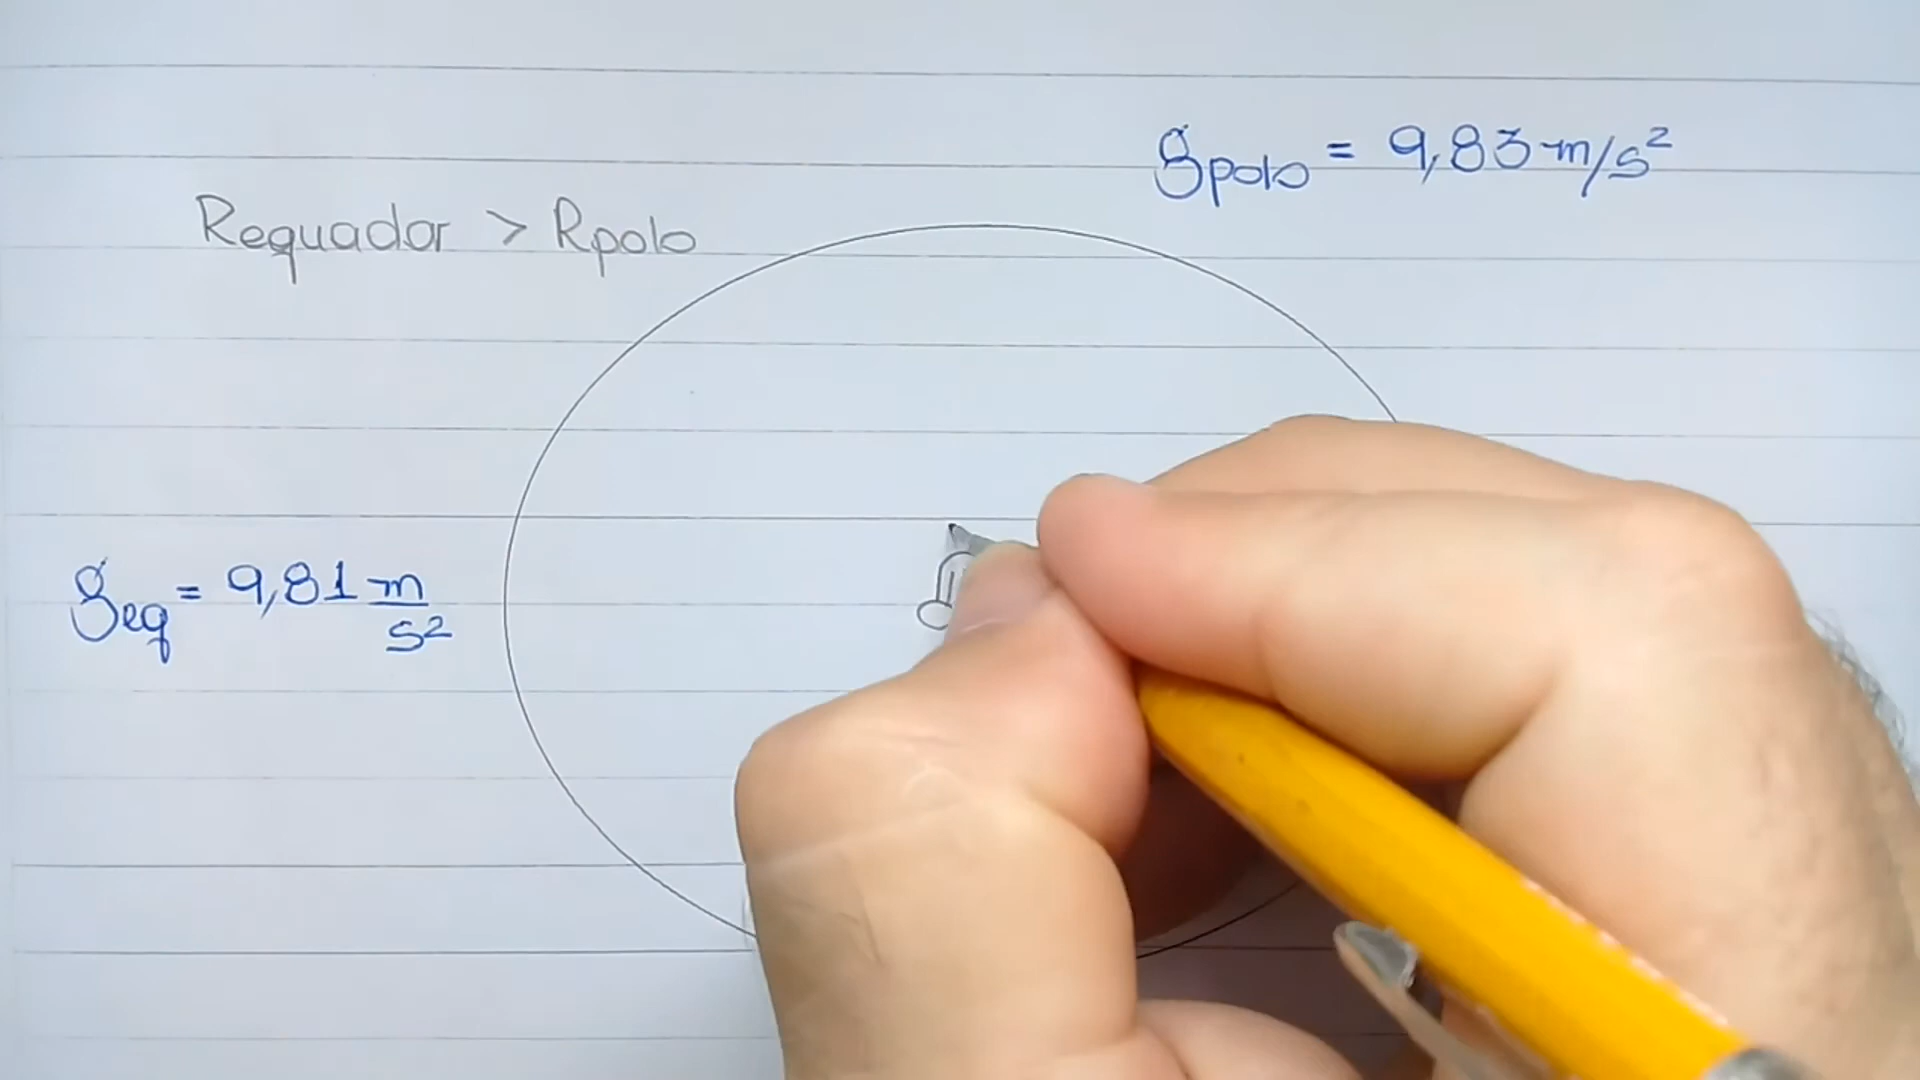 gpolo = 9,83 m/s²
Requador > Rpolo
geq = 9,81 m/s²